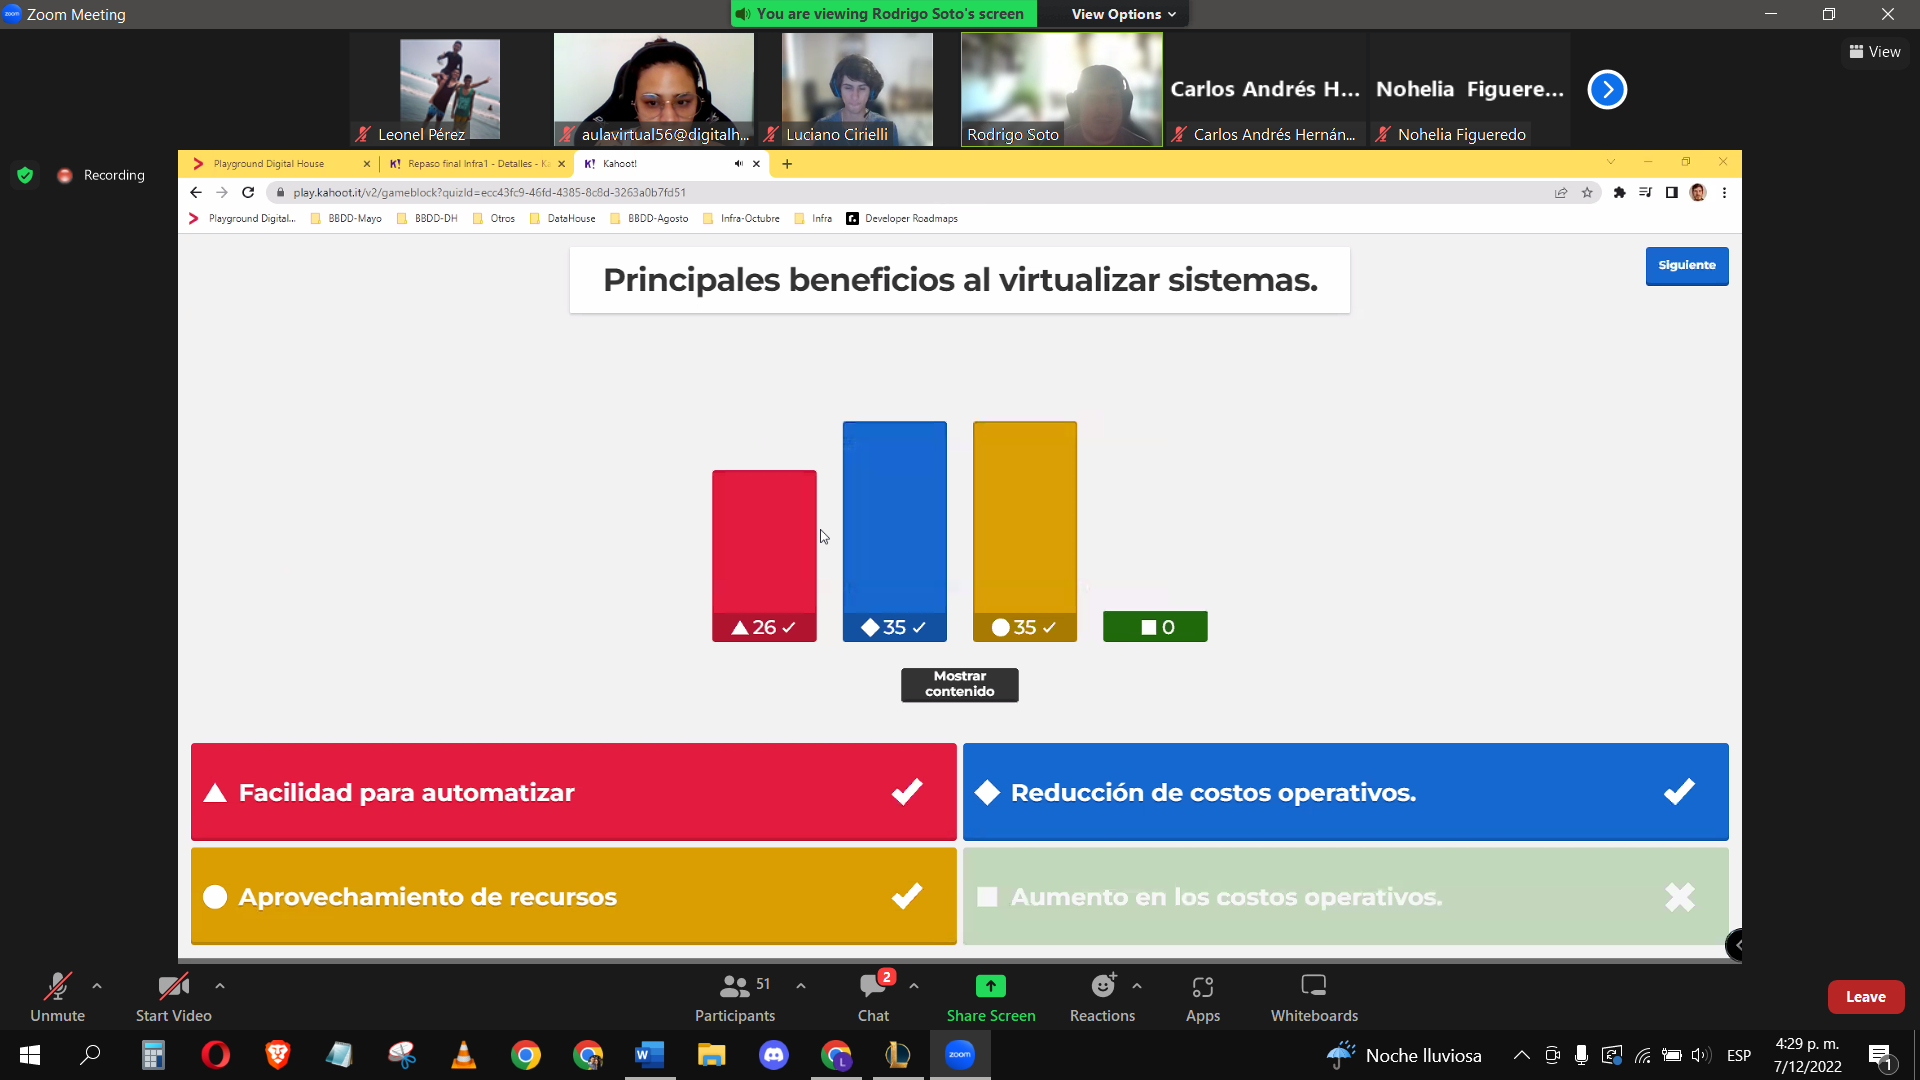 Zoom Meeting
You are viewing Rodrigo Soto's screen
View Options
View
Leonel Pérez
aulavirtual56@digitalh...
Luciano Cirielli
Rodrigo Soto
Carlos Andrés H...
Carlos Andrés Hernán...
Nohelia Figuere...
Nohelia Figueredo
Recording
Playground Digital House
K! Repaso final Infra1 - Detalles - Ka
K! Kahoot!
play.kahoot.it/v2/gameblock?quizId=ecc43fc9-46fd-4385-8c8d-3263a0b7fd51
Playground Digital...
BBDD-Mayo
BBDD-DH
Otros
DataHouse
BBDD-Agosto
Infra-Octubre
Infra
Developer Roadmaps
Principales beneficios al virtualizar sistemas.
Siguiente
26
35
35
0
Mostrar
contenido
Facilidad para automatizar
Reducción de costos operativos.
Aprovechamiento de recursos
Aumento en los costos operativos.
Unmute
Start Video
51
Participants
2
Chat
Share Screen
Reactions
Apps
Whiteboards
Leave
zoom
Noche lluviosa
ESP
4:29 p. m.
7/12/2022
1